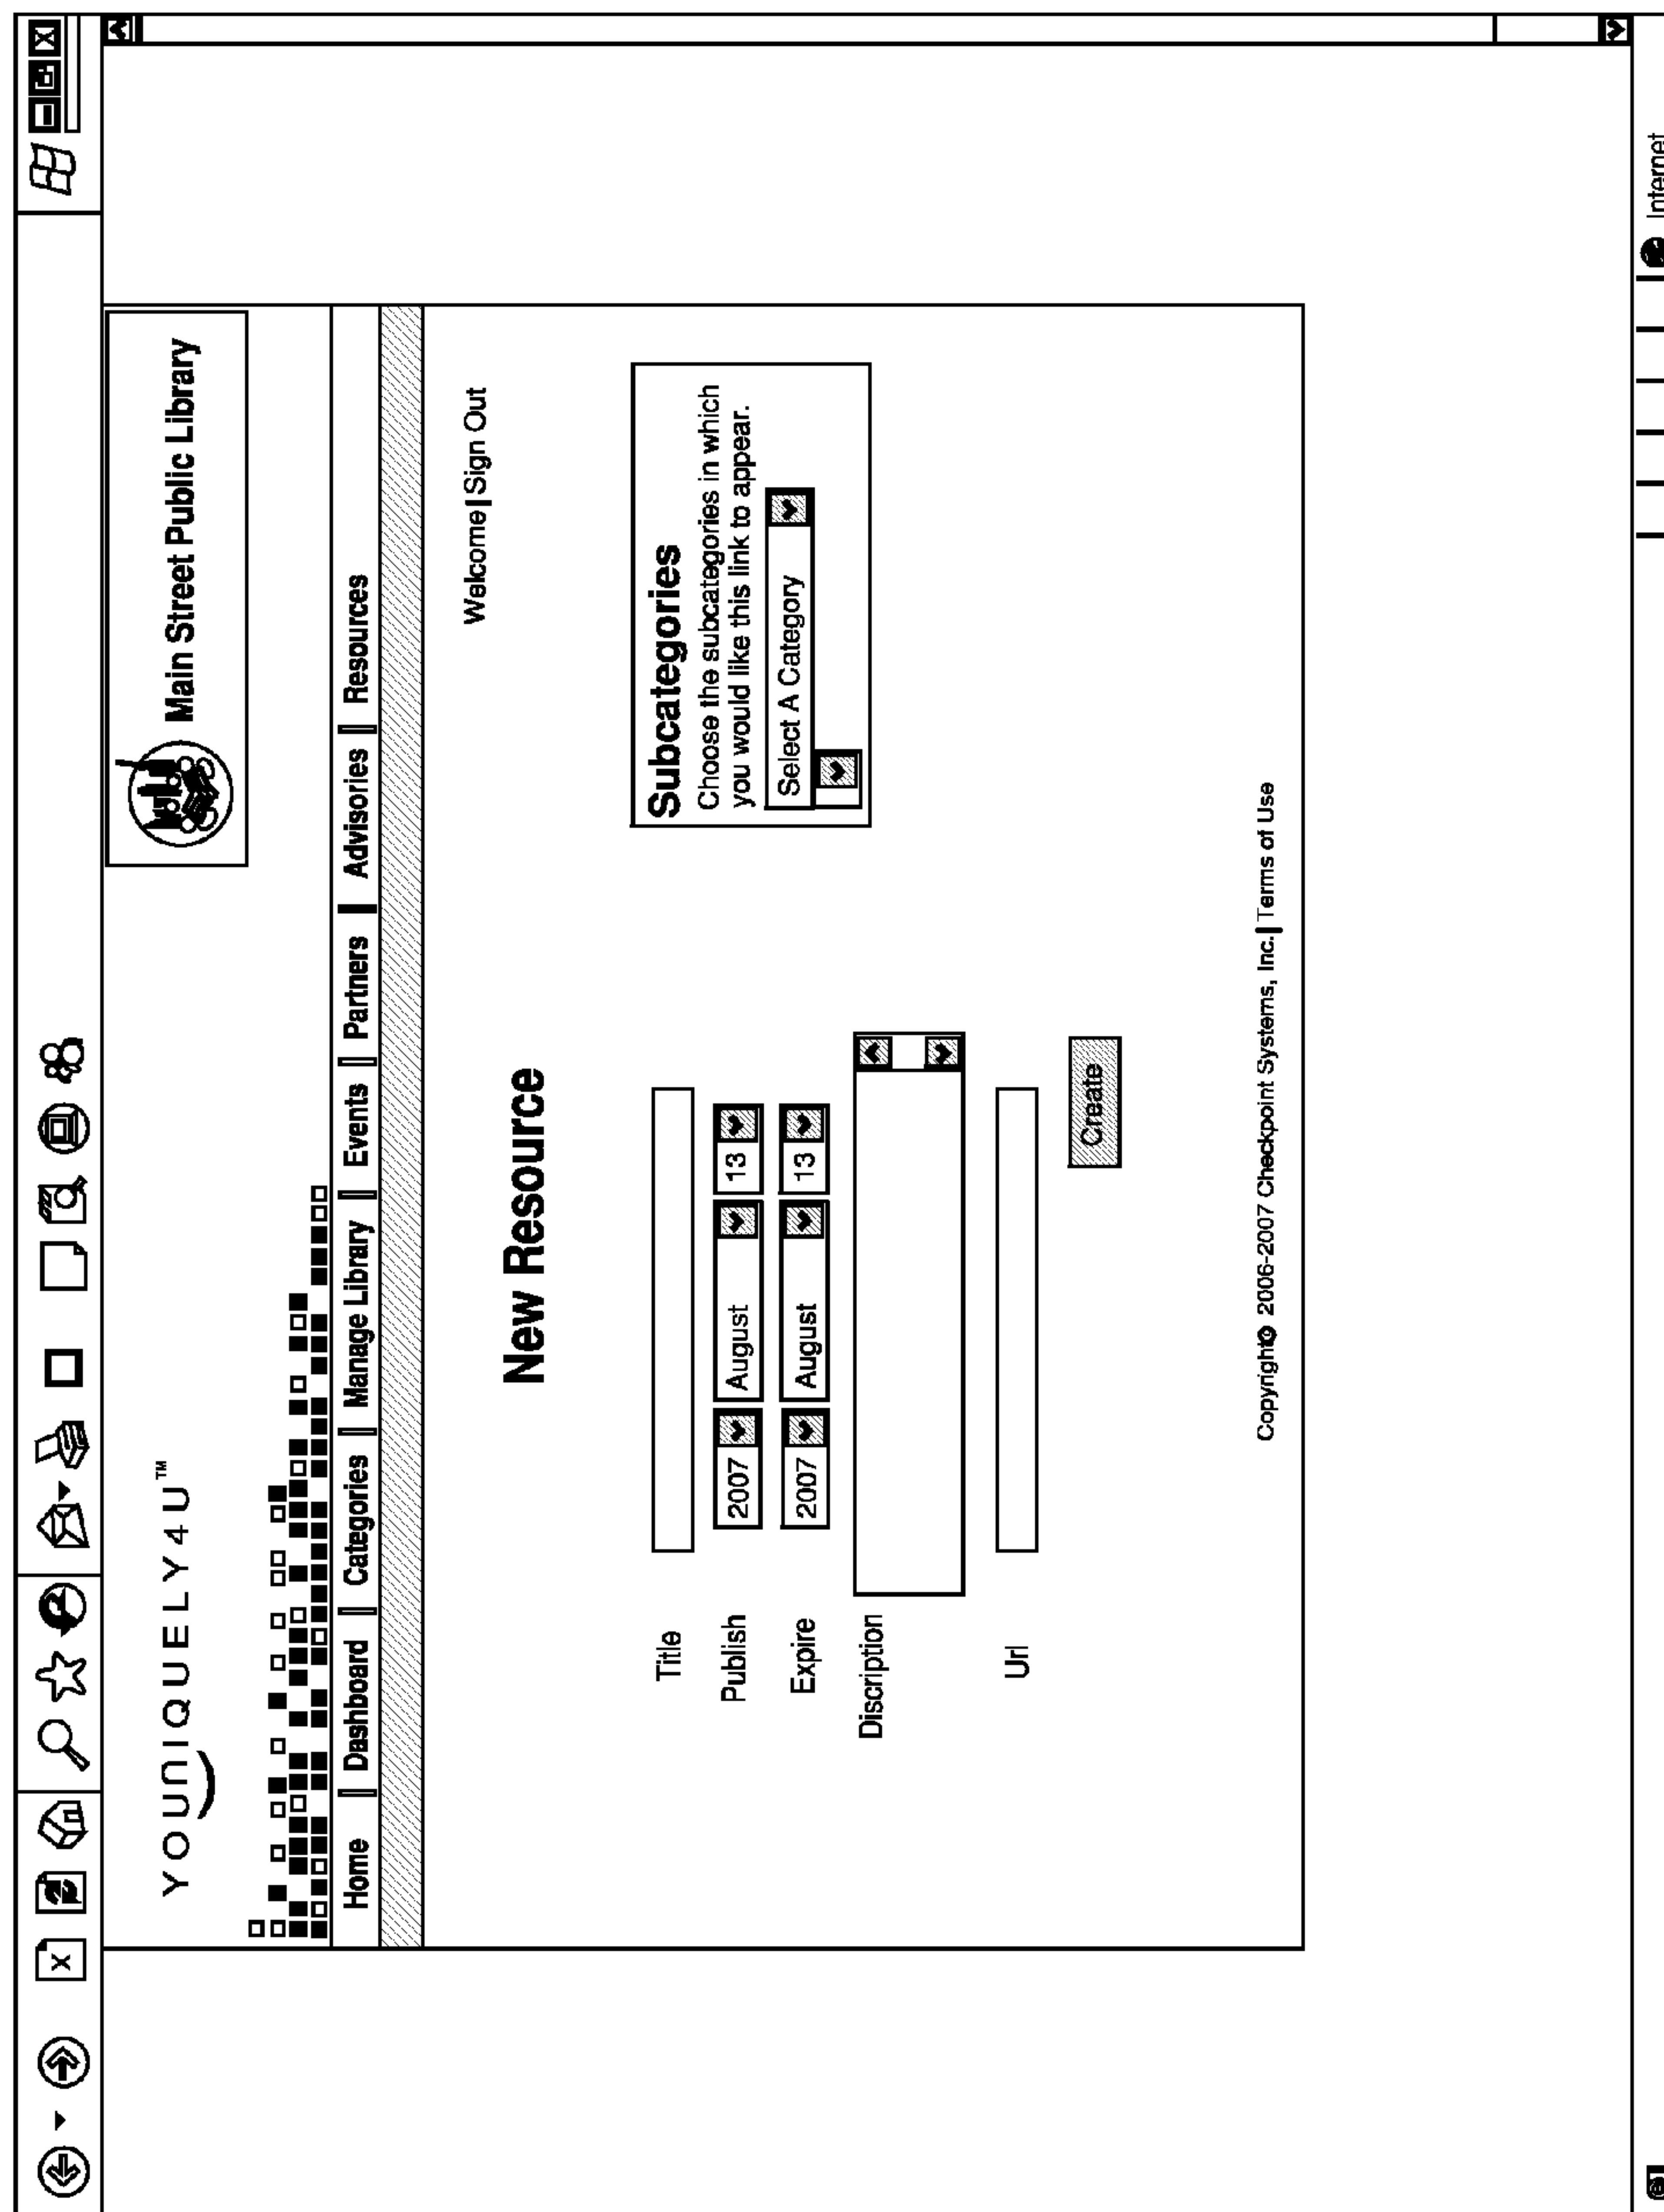 YOUNIQUELY4U™
Main Street Public Library
Home Dashboard Categories Manage Library Events Partners Advisories Resources
Welcome|Sign Out
New Resource
Title
Publish 2007 August 13
Expire 2007 August 13
Discription
Url
Create
Subcategories
Choose the subcategories in which
you would like this link to appear.
Select A Category
Copyright© 2006-2007 Checkpoint Systems, Inc.|Terms of Use
Internet